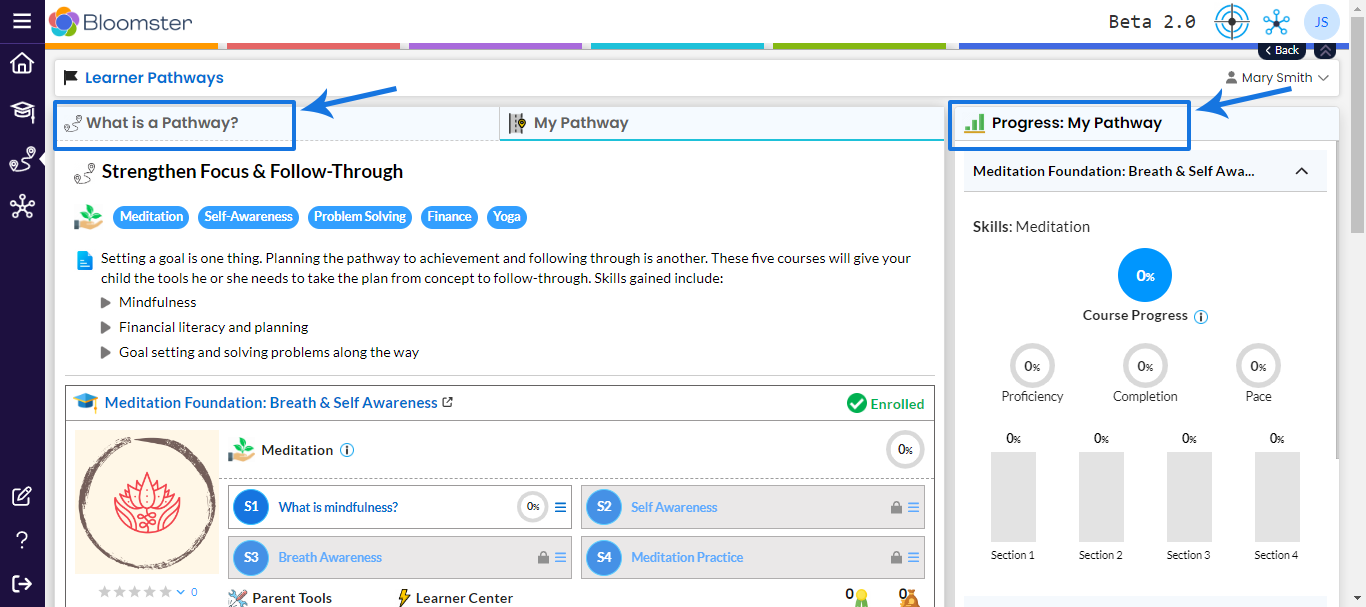 Bloomster
Beta 2.0
JS
Back
Learner Pathways
Mary Smith
What is a Pathway?
My Pathway
Progress: My Pathway
Strengthen Focus & Follow-Through
Meditation Self-Awareness Problem Solving Finance Yoga
Setting a goal is one thing. Planning the pathway to achievement and following through is another. These five courses will give your
child the tools he or she needs to take the plan from concept to follow-through. Skills gained include:
Mindfulness
Financial literacy and planning
Goal setting and solving problems along the way
Meditation Foundation: Breath & Self Awareness
Enrolled
Meditation
0%
S1 What is mindfulness? 0%
S2 Self Awareness
S3 Breath Awareness
S4 Meditation Practice
0
Parent Tools
Learner Center
0
0
Meditation Foundation: Breath & Self Awa...
Skills: Meditation
0%
Course Progress
0% 0% 0%
Proficiency Completion Pace
0% 0% 0% 0%
Section 1 Section 2 Section 3 Section 4